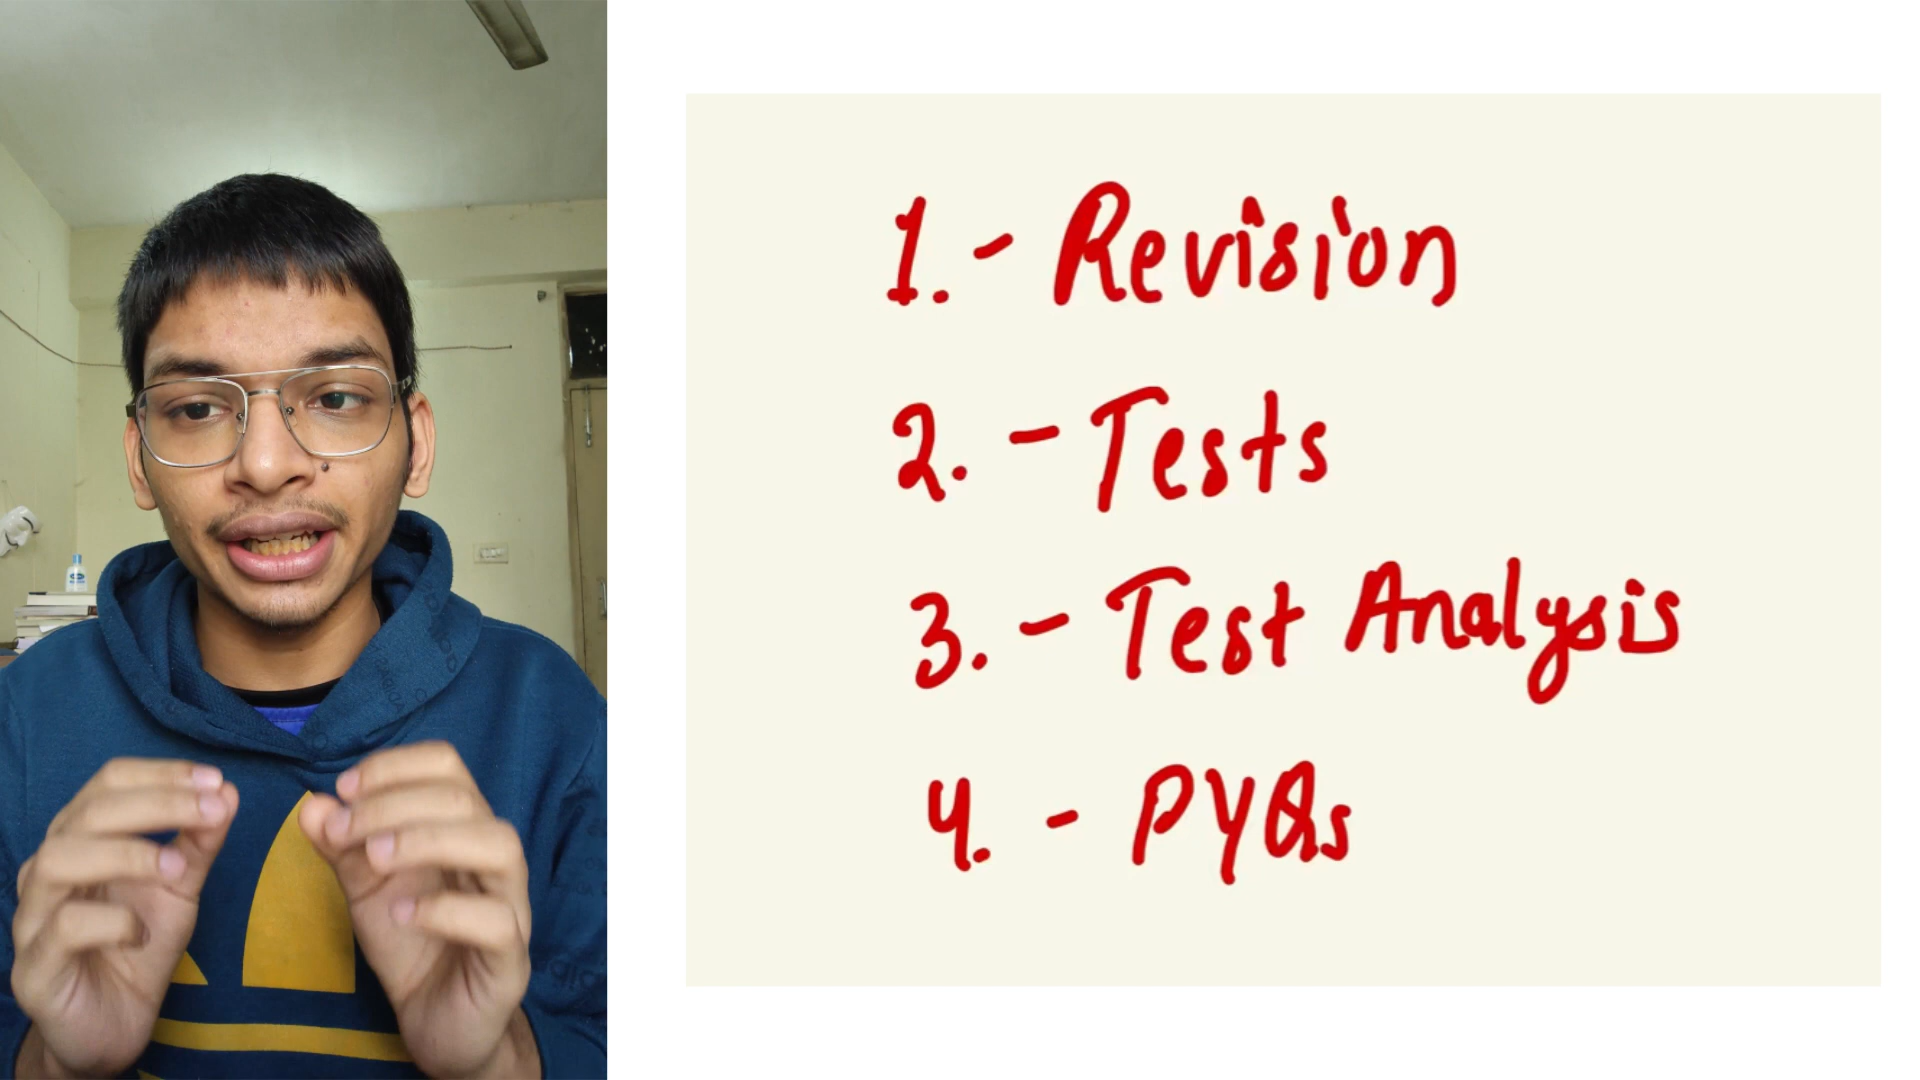 1. - Revision
2. - Tests
3. - Test Analysis
4. - PYQs